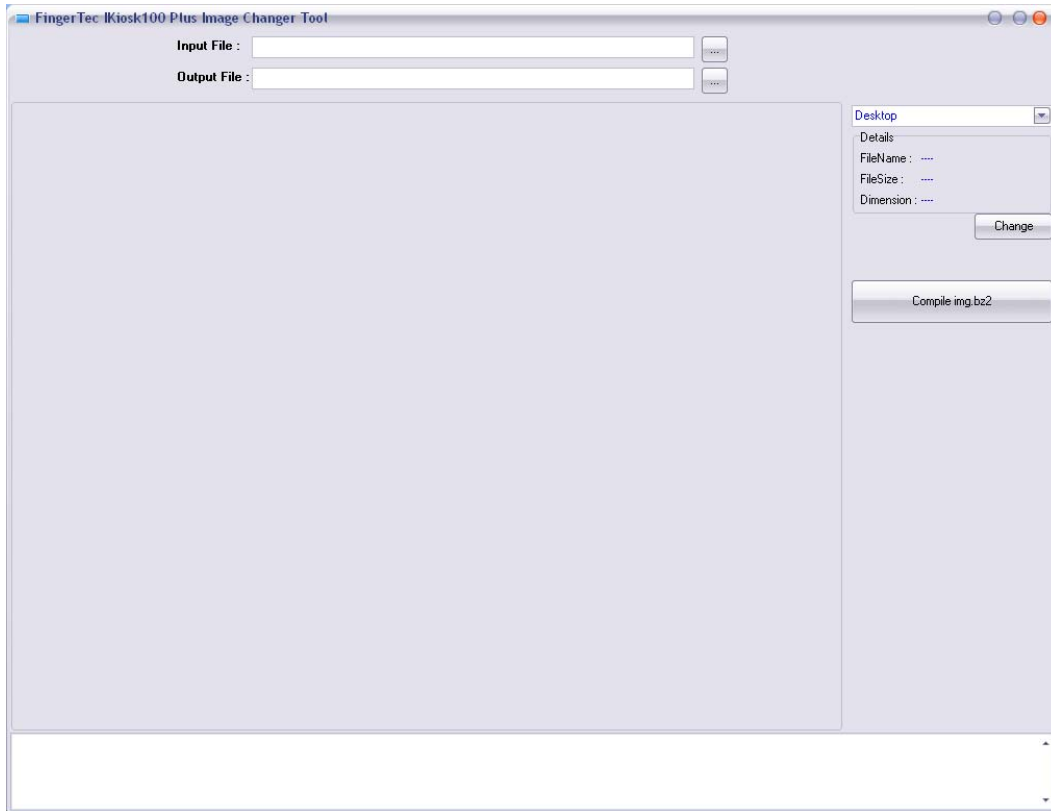 FingerTec IKiosk100 Plus Image Changer Tool
Input File : ...
Output File : ...
Desktop
Details
FileName : ----
FileSize : ----
Dimension : ----
Change
Compile img.bz2